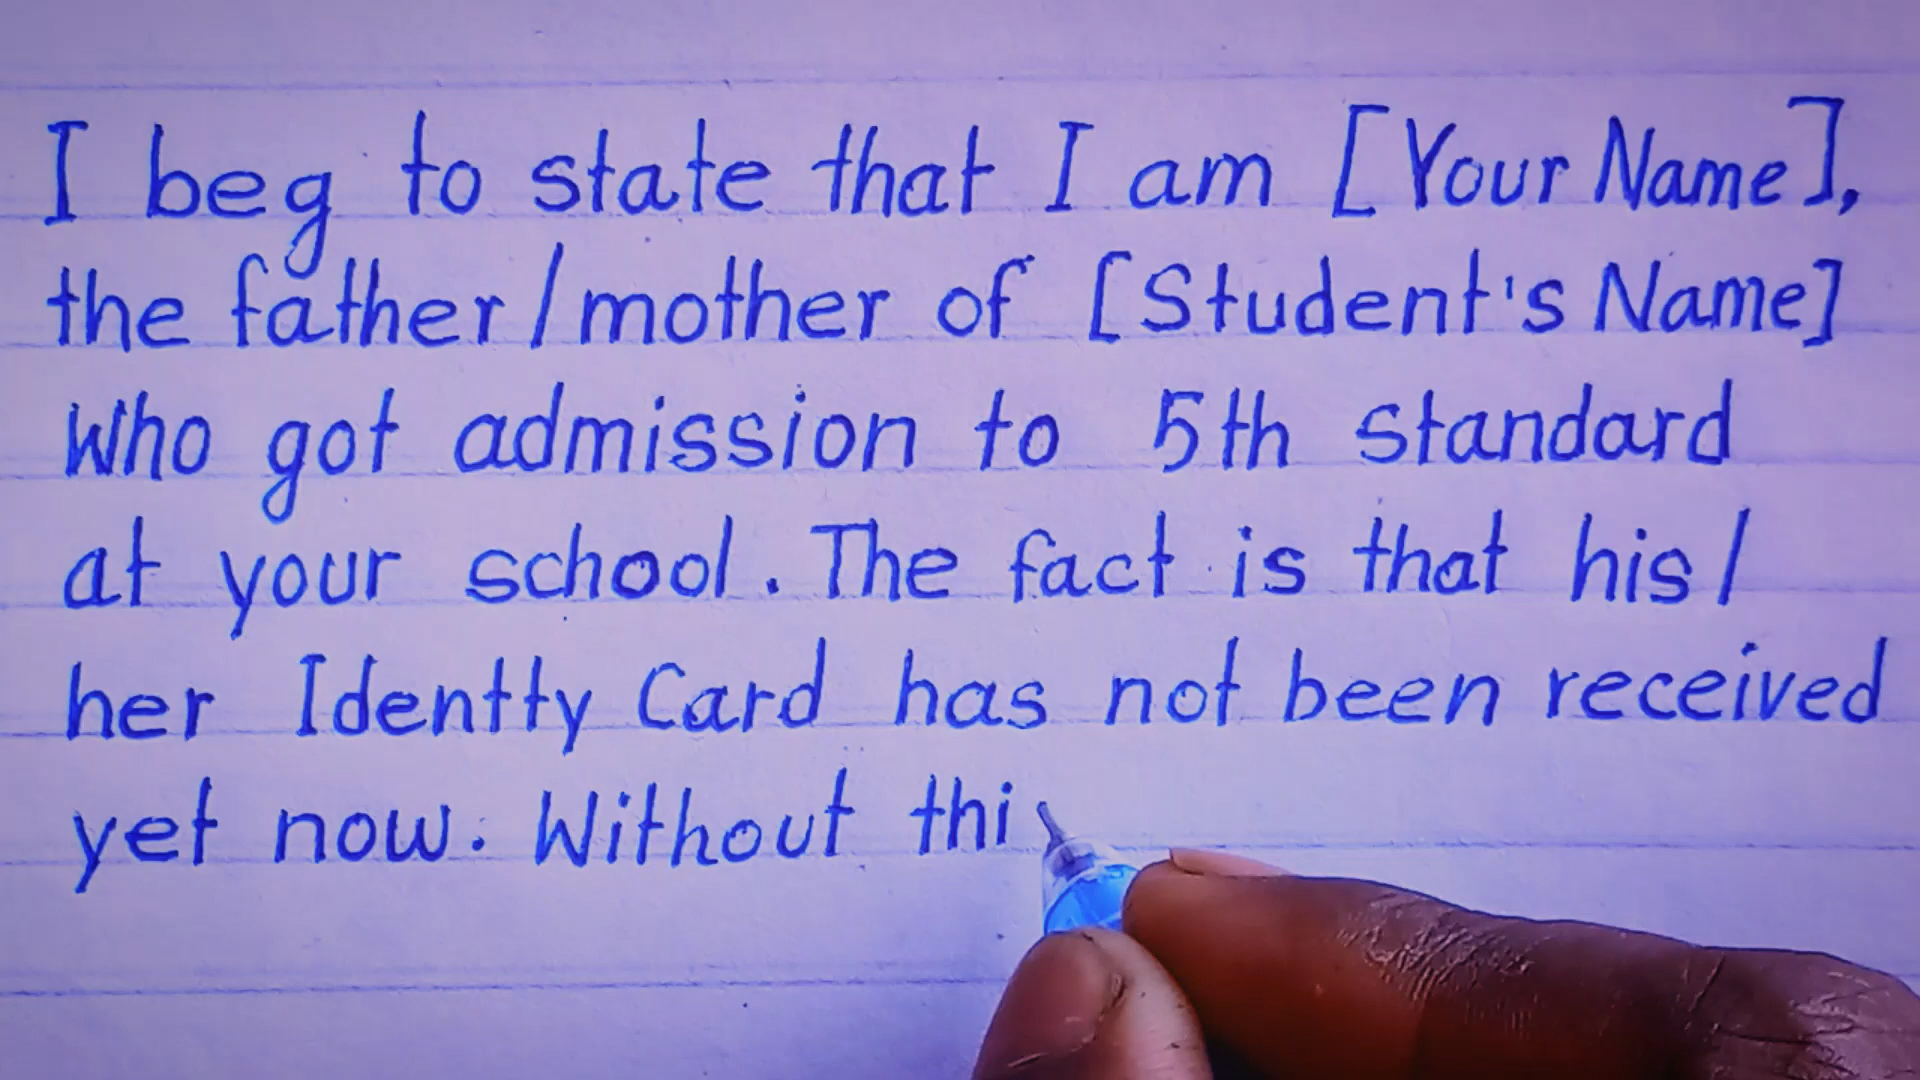 I beg to state that I am [Your Name],
the father/mother of [Student's Name]
Who got admission to 5th standard
at your school. The fact is that his/
her Identty Card has not been received
yet now. Without thi